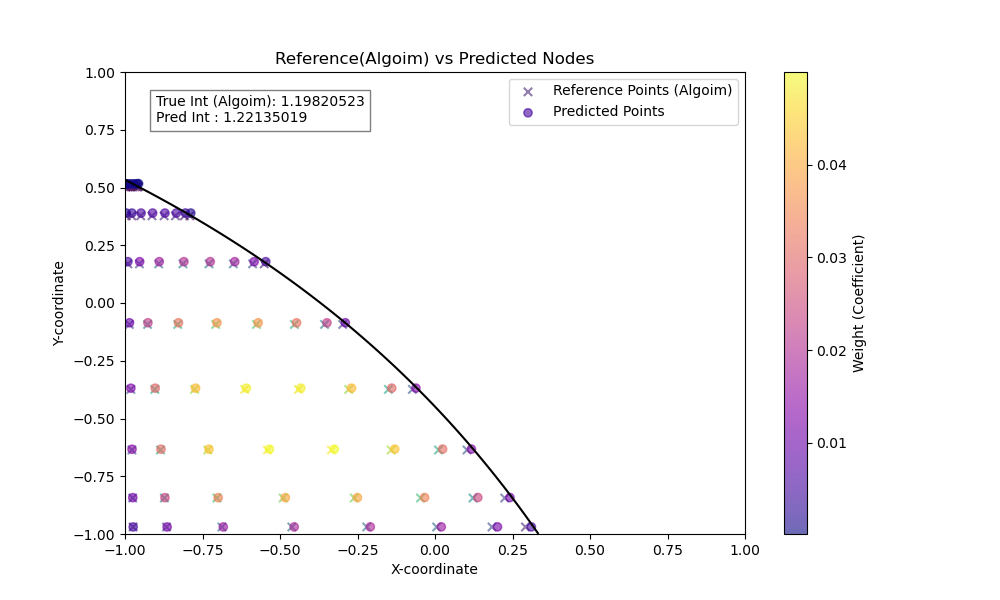 Reference(Algoim) vs Predicted Nodes
True Int (Algoim): 1.19820523
Pred Int : 1.22135019
Reference Points (Algoim)
Predicted Points
1.00
0.75
0.50
0.25
0.00
−0.25
−0.50
−0.75
−1.00
Y-coordinate
−1.00 −0.75 −0.50 −0.25 0.00 0.25 0.50 0.75 1.00
X-coordinate
0.04
0.03
0.02
0.01
Weight (Coefficient)